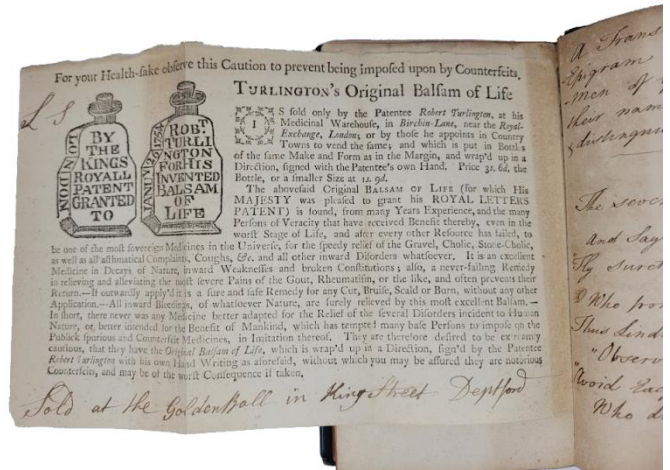 For your Health-sake observe this Caution to prevent being imposed upon by Counterfeits.
L S
BY
THE
KINGS
ROYALL
PATENT
GRANTED
TO
LONDON
ROBT
TURLI
NGTON
FOR HIS
INVENTED
BALSAM
OF
LIFE
TURLINGTON's Original Balsam of Life
IS sold only by the Patentee Robert Turlington, at his
Medicinal Warehouse, in Birchin-Lane, near the Royal-
Exchange, London; or by those he appoints in Country
Towns to vend the same; and which is put in Bottles
of the same Make and Form as in the Margin, and wrap'd up in a
Direction, signed with the Patentee's own Hand. Price 3s. 6d. the
Bottle, or a smaller Size at 1s. 9d.
The abovesaid Original BALSAM OF LIFE (for which His
MAJESTY was pleased to grant his ROYAL LETTERS
PATENT) is found, from many Years Experience, and the many
Persons of Veracity that have received Benefit thereby, even in the
worst Stage of Life, and after every other Resource has failed, to
be one of the most sovereign Medicines in the Universe, for the speedy relief of the Gravel, Cholic, Stone-Cholic,
as well as all asthmatical Complaints, Coughs, &c. and all other inward Disorders whatsoever. It is an excellent
Medicine in Decays of Nature, inward Weaknesses and broken Constitutions; also, a never-failing Remedy
in relieving and alleviating the most severe Pains of the Gout, Rheumatism, or the like, and often prevents their
Return.—If outwardly apply'd it is a sure and safe Remedy for any Cut, Bruise, Scald or Burn, without any other
Application.—All inward Bleedings, of whatsoever Nature, are surely relieved by this most excellent Balsam.—
In short, there never was any Medicine better adapted for the Relief of the several Disorders incident to Human
Nature, or better intended for the Benefit of Mankind, which has tempted many base Persons to impose on the
Publick spurious and Counterfeit Medicines, in Imitation thereof. They are therefore desired to be extremely
cautious, that they have the Original Balsam of Life, which is wrap'd up in a Direction, sign'd by the Patentee
Robert Turlington with his own Hand Writing as aforesaid, without which you may be assured they are notorious
Counterfeits, and may be of the worst Consequence if taken.
Sold at the Golden Ball in King Street Deptford
A Trans
Epigram
men of
their nam
distinguis
The seve
And Say
Fly
Who
Thus
"Observ
Avoid
Who d